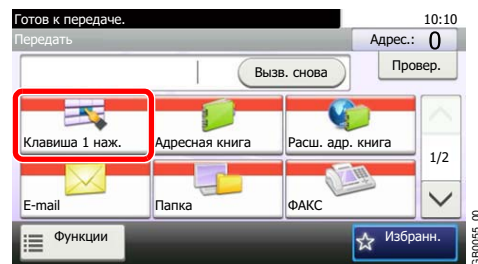 Готов к передаче. 10:10
Передать Адрес.: 0
Вызв. снова Провер.
Клавиша 1 наж. Адресная книга Расш. адр. книга
1/2
E-mail Папка ФАКС
Функции Избранн.
GB0055_00